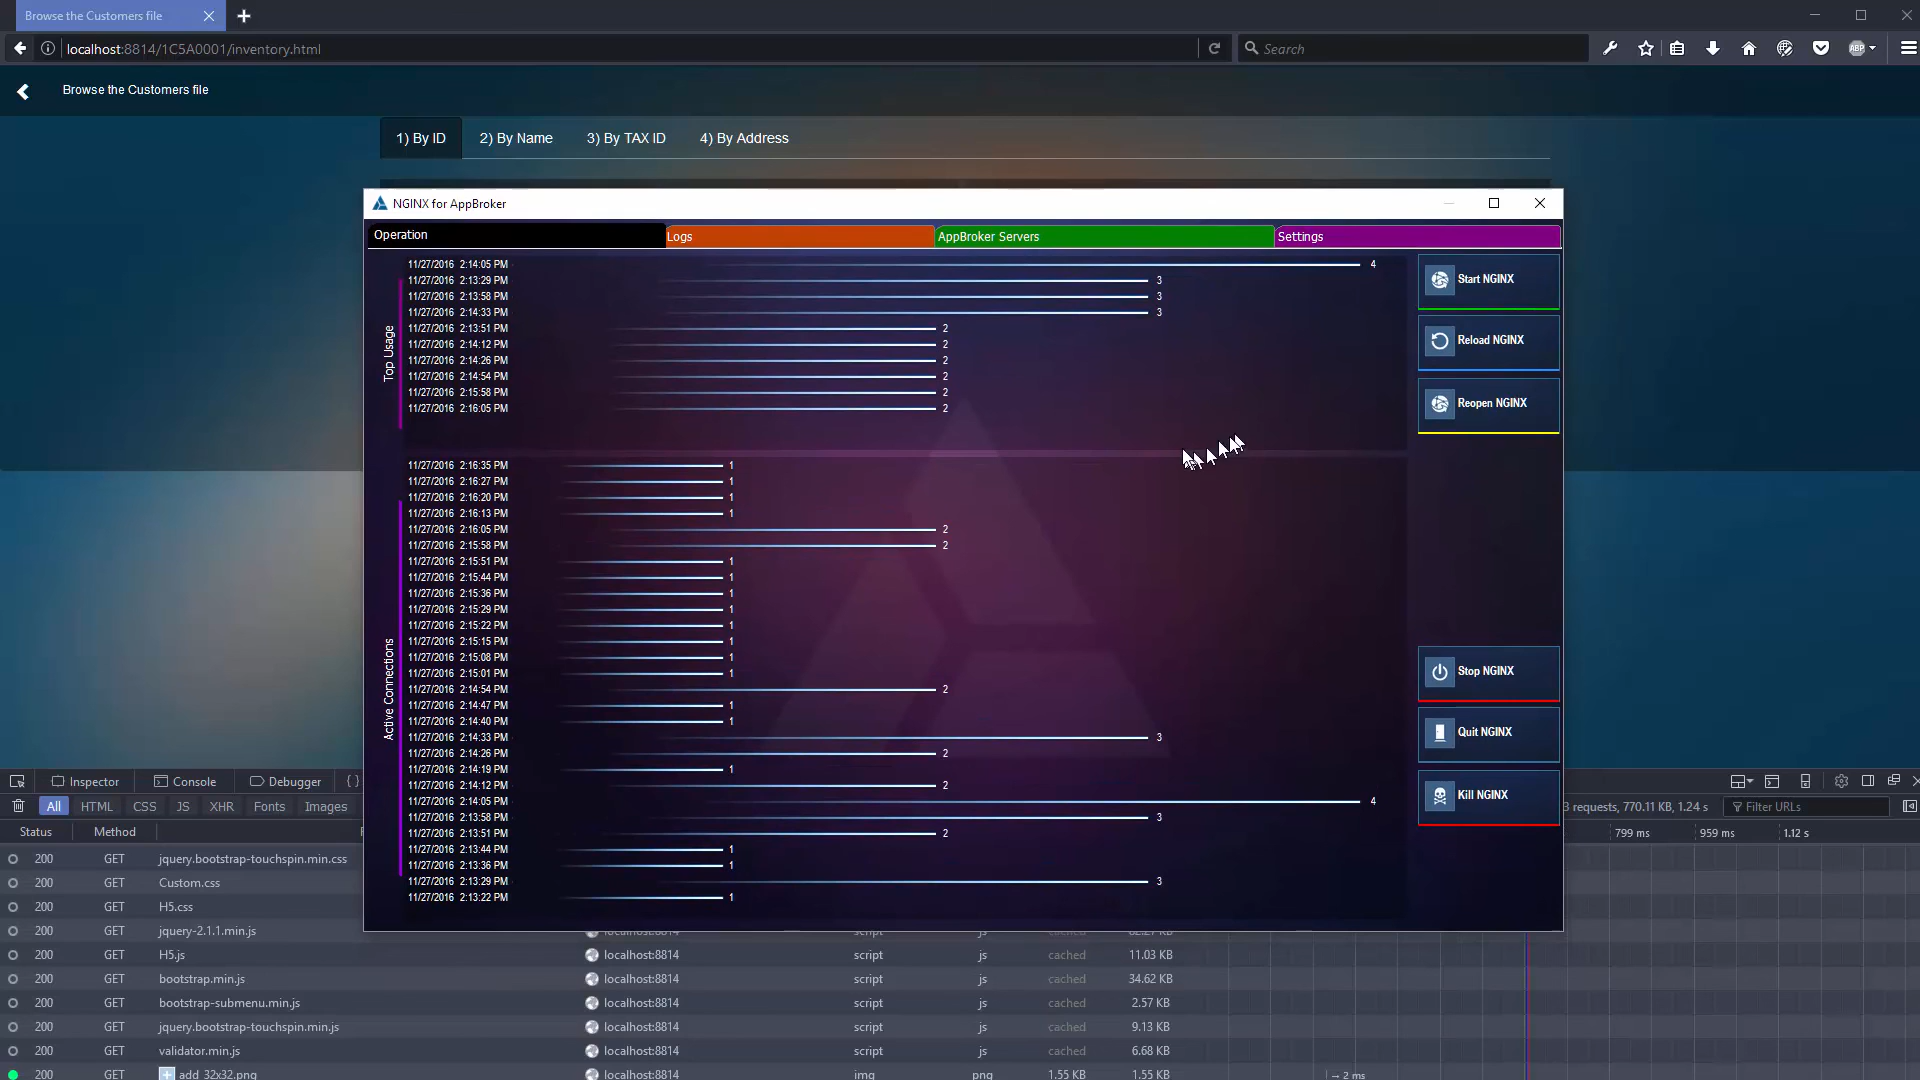 Browse the Customers file
localhost:8814/1C5A0001/inventory.html
Search
ABP
Browse the Customers file
1) By ID 2) By Name 3) By TAX ID 4) By Address
NGINX for AppBroker
Operation Logs AppBroker Servers Settings
Top Usage
11/27/2016 2:14:05 PM 4
11/27/2016 2:13:29 PM 3
11/27/2016 2:13:58 PM 3
11/27/2016 2:14:33 PM 3
11/27/2016 2:13:51 PM 2
11/27/2016 2:14:12 PM 2
11/27/2016 2:14:26 PM 2
11/27/2016 2:14:54 PM 2
11/27/2016 2:15:58 PM 2
11/27/2016 2:16:05 PM 2
Active Connections
11/27/2016 2:16:35 PM 1
11/27/2016 2:16:27 PM 1
11/27/2016 2:16:20 PM 1
11/27/2016 2:16:13 PM 1
11/27/2016 2:16:05 PM 2
11/27/2016 2:15:58 PM 2
11/27/2016 2:15:51 PM 1
11/27/2016 2:15:44 PM 1
11/27/2016 2:15:36 PM 1
11/27/2016 2:15:29 PM 1
11/27/2016 2:15:22 PM 1
11/27/2016 2:15:15 PM 1
11/27/2016 2:15:08 PM 1
11/27/2016 2:15:01 PM 1
11/27/2016 2:14:54 PM 2
11/27/2016 2:14:47 PM 1
11/27/2016 2:14:40 PM 1
11/27/2016 2:14:33 PM 3
11/27/2016 2:14:26 PM 2
11/27/2016 2:14:19 PM 1
11/27/2016 2:14:12 PM 2
11/27/2016 2:14:05 PM 4
11/27/2016 2:13:58 PM 3
11/27/2016 2:13:51 PM 2
11/27/2016 2:13:44 PM 1
11/27/2016 2:13:36 PM 1
11/27/2016 2:13:29 PM 3
11/27/2016 2:13:22 PM 1
Start NGINX
Reload NGINX
Reopen NGINX
Stop NGINX
Quit NGINX
Kill NGINX
Inspector Console Debugger { }
All HTML CSS JS XHR Fonts Images
3 requests, 770.11 KB, 1.24 s Filter URLs
Status Method 799 ms 959 ms 1.12 s
200 GET jquery.bootstrap-touchspin.min.css
200 GET Custom.css
200 GET H5.css
200 GET jquery-2.1.1.min.js localhost:8814 script js cached
200 GET H5.js localhost:8814 script js cached 11.03 KB
200 GET bootstrap.min.js localhost:8814 script js cached 34.62 KB
200 GET bootstrap-submenu.min.js localhost:8814 script js cached 2.57 KB
200 GET jquery.bootstrap-touchspin.min.js localhost:8814 script js cached 9.13 KB
200 GET validator.min.js localhost:8814 script js cached 6.68 KB
200 GET add_32x32.png localhost:8814 img png 1.55 KB 1.55 KB → 2 ms